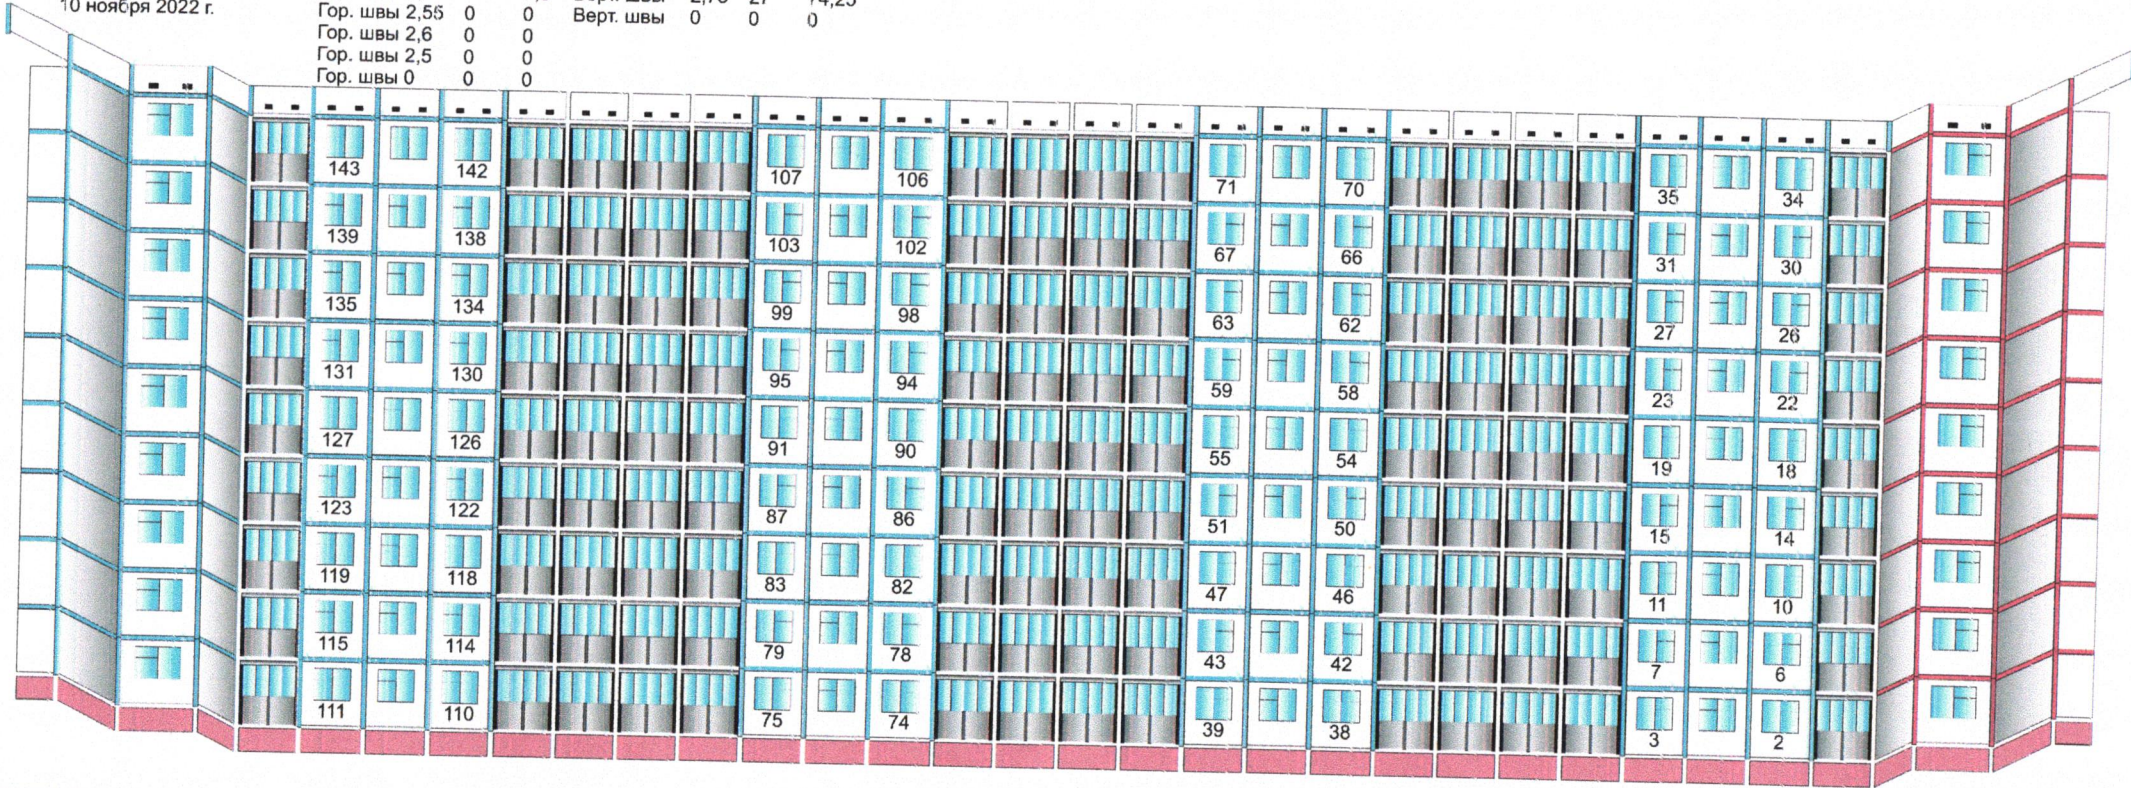 10 ноября 2022 г.
Гор. швы 2,55 0 0 Верт. швы 0 0 0
Гор. швы 2,6 0 0
Гор. швы 2,5 0 0
Гор. швы 0 0 0
143 142 107 106 71 70 35 34
139 138 103 102 67 66 31 30
135 134 99 98 63 62 27 26
131 130 95 94 59 58 23 22
127 126 91 90 55 54 19 18
123 122 87 86 51 50 15 14
119 118 83 82 47 46 11 10
115 114 79 78 43 42 7 6
111 110 75 74 39 38 3 2